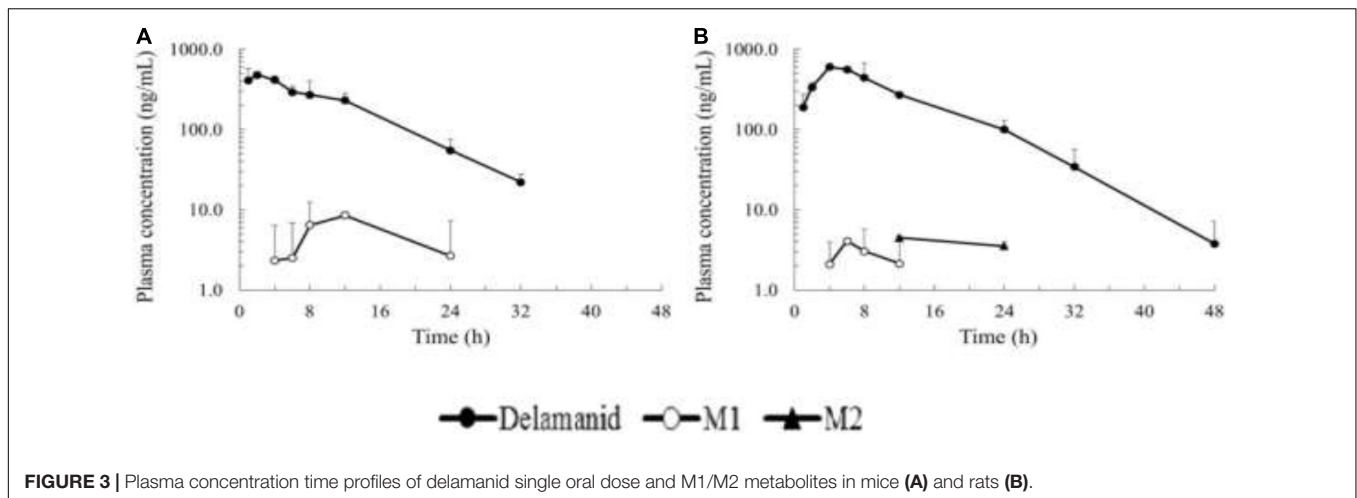 A
B
Plasma concentration (ng/mL)
1000.0
100.0
10.0
1.0
0 8 16 24 32 40 48
Time (h)
Plasma concentration (ng/mL)
1000.0
100.0
10.0
1.0
0 8 16 24 32 40 48
Time (h)
Delamanid M1 M2
FIGURE 3 | Plasma concentration time profiles of delamanid single oral dose and M1/M2 metabolites in mice (A) and rats (B).